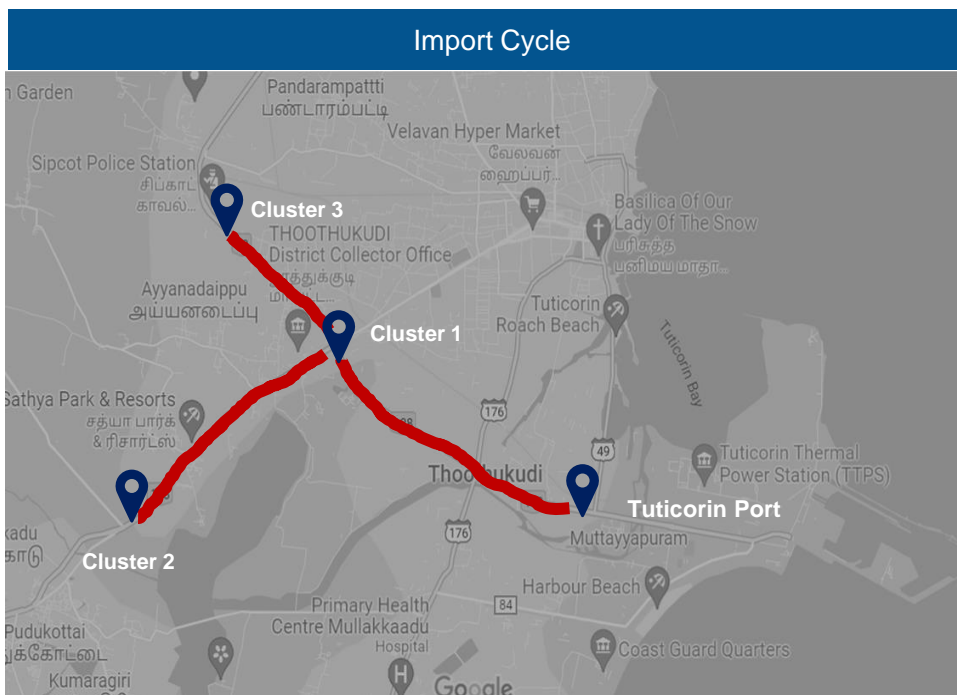 Import Cycle
Pandarampattti
பண்டாரம்பட்டி
Garden
Velavan Hyper Market
வேலவன்
ஹைப்பர்...
Sipcot Police Station
சிப்காட்
காவல்...
Cluster 3
Basilica Of Our
Lady Of The Snow
பரிசுத்த
பனிமய மாதா...
THOOTHUKUDI
District Collector Office
Ayyanadaippu
அய்யனடைப்பு
Tuticorin
Roach Beach
Cluster 1
Tuticorin Bay
Sathya Park & Resorts
சத்யா பார்க்
& ரிசார்ட்ஸ்
176
49
Tuticorin Thermal
Power Station (TTPS)
Thoothukudi
Tuticorin Port
176
Muttayyapuram
Cluster 2
Harbour Beach
84
Primary Health
Centre Mullakkaadu
Hospital
H
Pudukottai
Coast Guard Quarters
Kumaragiri
Google